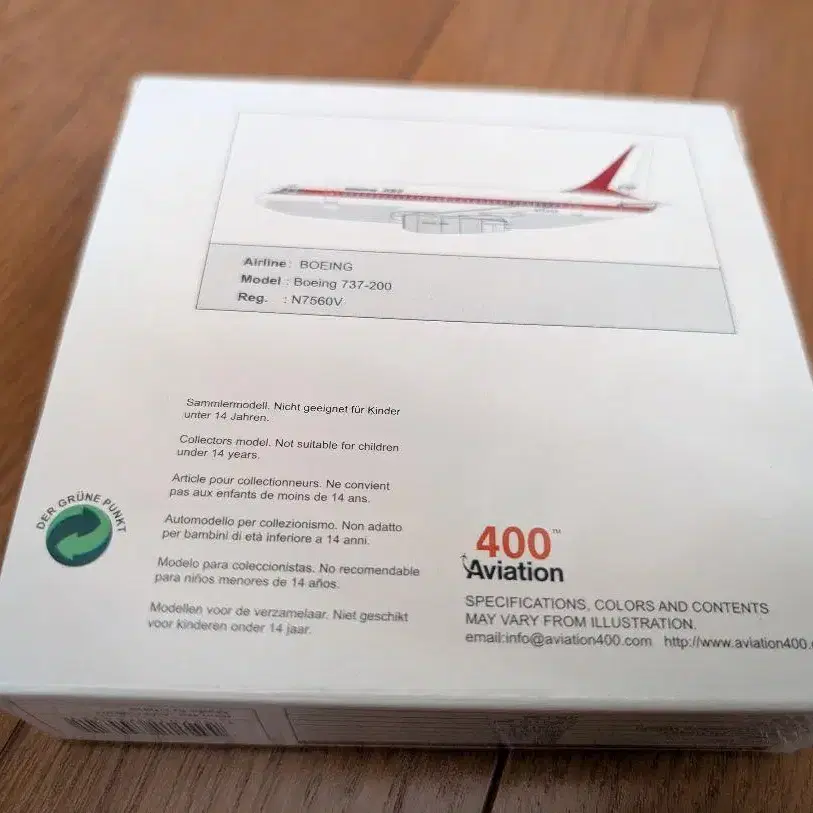 Airline: BOEING
Model : Boeing 737-200
Reg. : N7560V
Sammlermodell. Nicht geeignet für Kinder
unter 14 Jahren.
Collectors model. Not suitable for children
under 14 years.
Article pour collectionneurs. Ne convient
pas aux enfants de moins de 14 ans.
Automodello per collezionismo. Non adatto
per bambini di età inferiore a 14 anni.
Modelo para coleccionistas. No recomendable
para niños menores de 14 años.
Modellen voor de verzamelaar. Niet geschikt
voor kinderen onder 14 jaar.
DER GRÜNE PUNKT
400™
Aviation
SPECIFICATIONS, COLORS AND CONTENTS
MAY VARY FROM ILLUSTRATION.
email:info@aviation400.com http://www.aviation400.